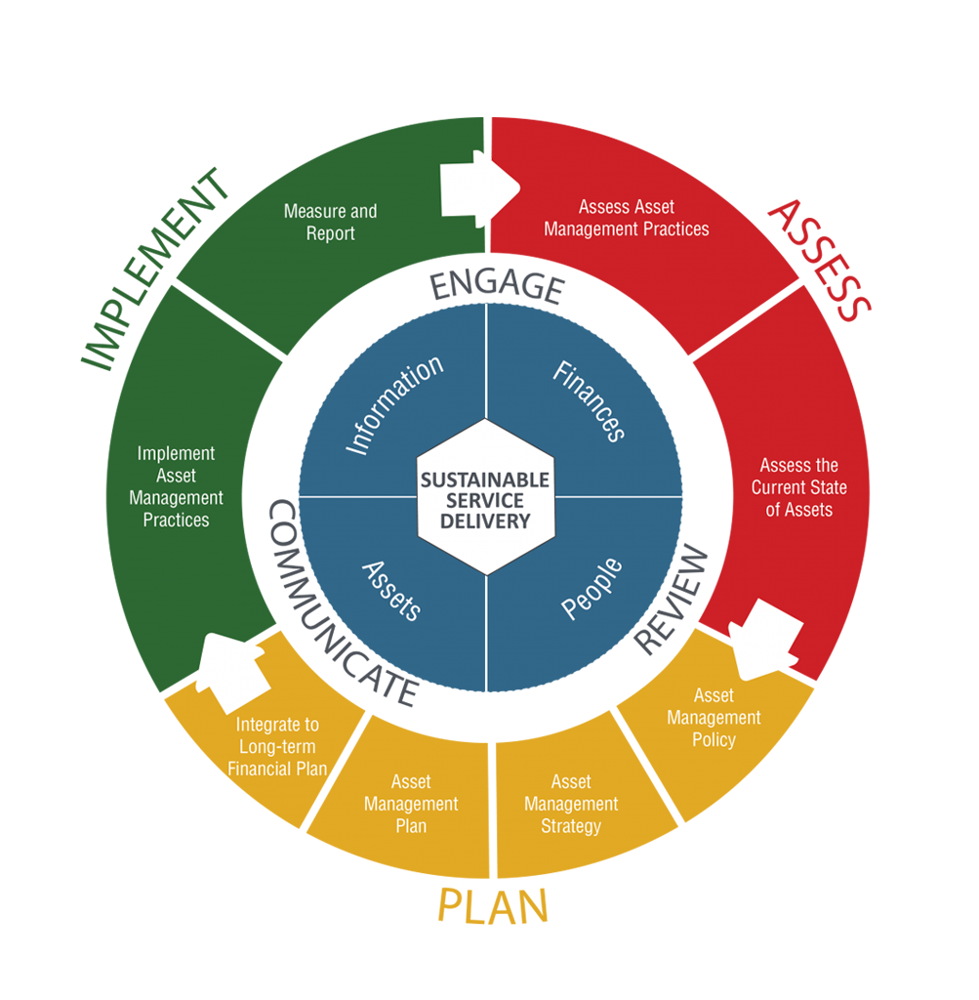 IMPLEMENT
Measure and
Report
Assess Asset
Management Practices
ASSESS
ENGAGE
Information
Finances
Implement
Asset
Management
Practices
SUSTAINABLE
SERVICE
DELIVERY
Assess the
Current State
of Assets
COMMUNICATE
Assets
People
REVIEW
Integrate to
Long-term
Financial Plan
Asset
Management
Plan
Asset
Management
Strategy
Asset
Management
Policy
PLAN